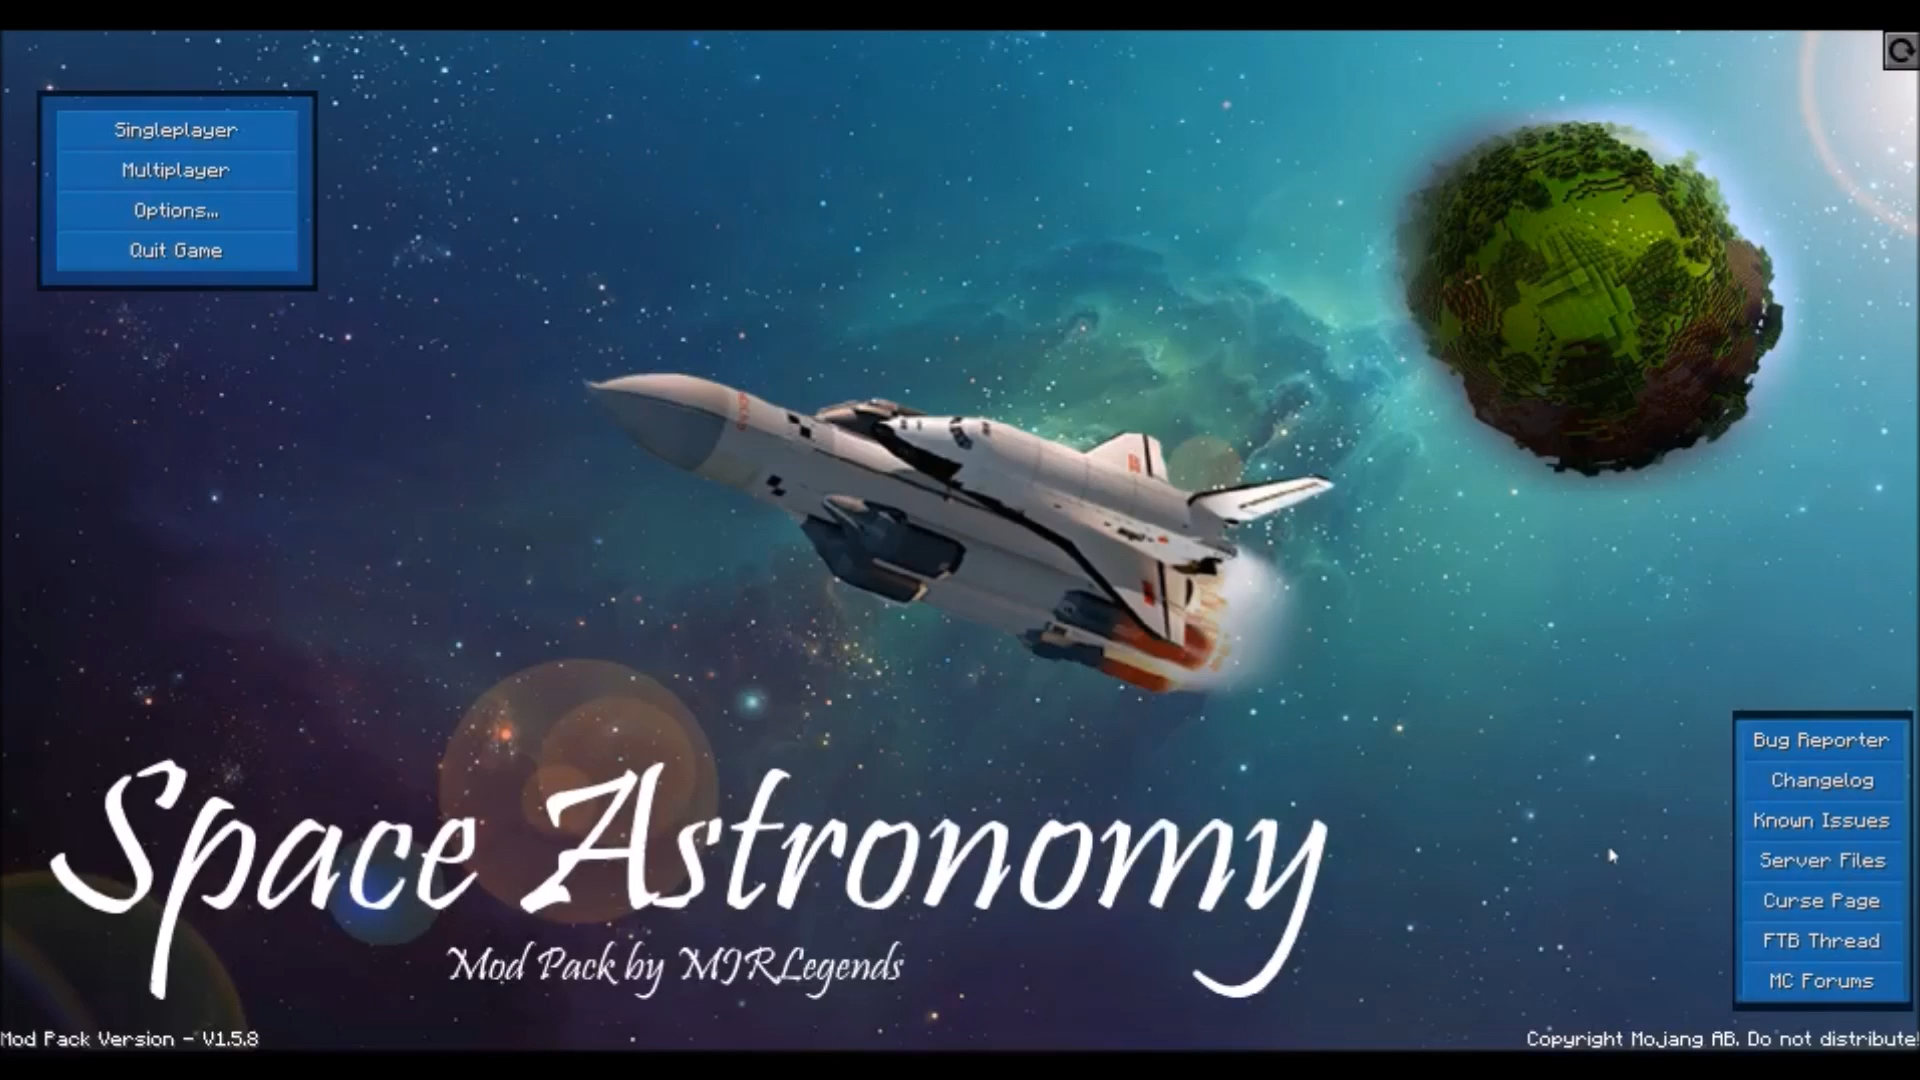 Singleplayer
Multiplayer
Options...
Quit Game
Space Astronomy
Mod Pack by MJRLegends
Bug Reporter
Changelog
Known Issues
Server Files
Curse Page
FTB Thread
MC Forums
Mod Pack Version - V1.5.8
Copyright Mojang AB. Do not distribute!